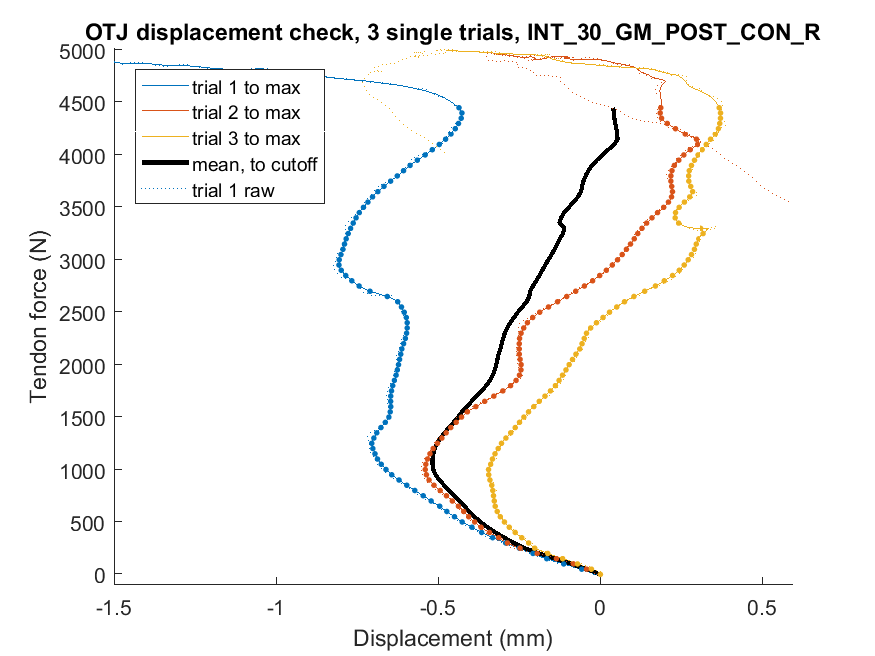 OTJ displacement check, 3 single trials, INT_30_GM_POST_CON_R
5000
4500
4000
3500
3000
2500
2000
1500
1000
500
0
Tendon force (N)
trial 1 to max
trial 2 to max
trial 3 to max
mean, to cutoff
trial 1 raw
-1.5
-1
-0.5
0
0.5
Displacement (mm)